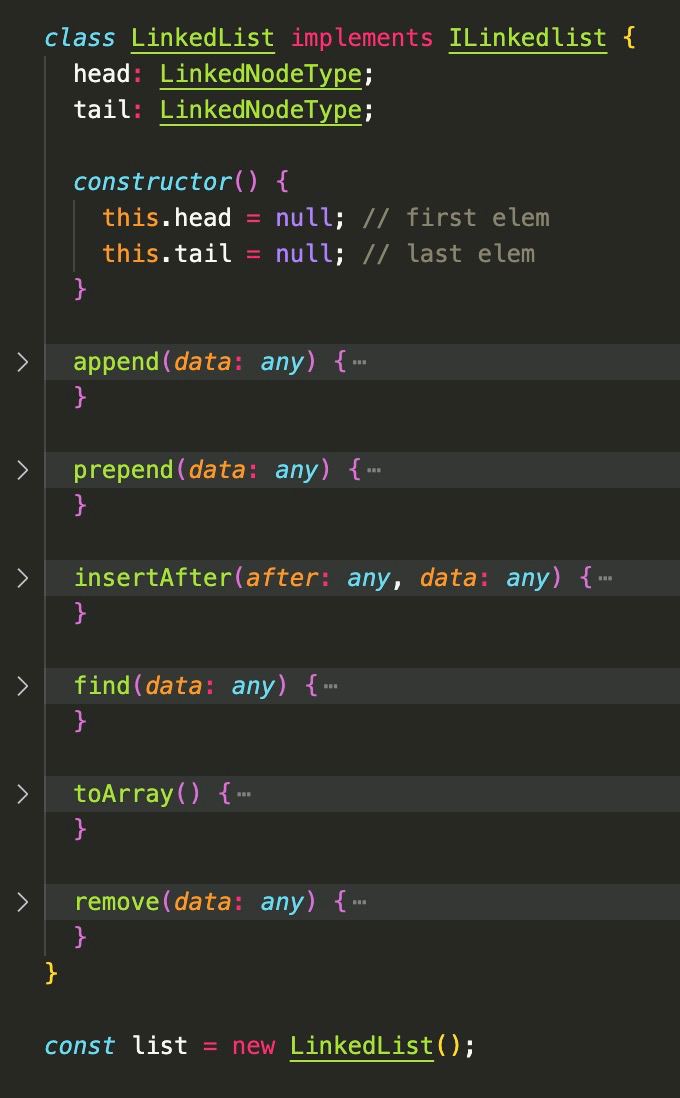 class LinkedList implements ILinkedlist {
head: LinkedNodeType;
tail: LinkedNodeType;
constructor() {
this.head = null; // first elem
this.tail = null; // last elem
}
append(data: any) {⋯
}
prepend(data: any) {⋯
}
insertAfter(after: any, data: any) {⋯
}
find(data: any) {⋯
}
toArray() {⋯
}
remove(data: any) {⋯
}
}
const list = new LinkedList();